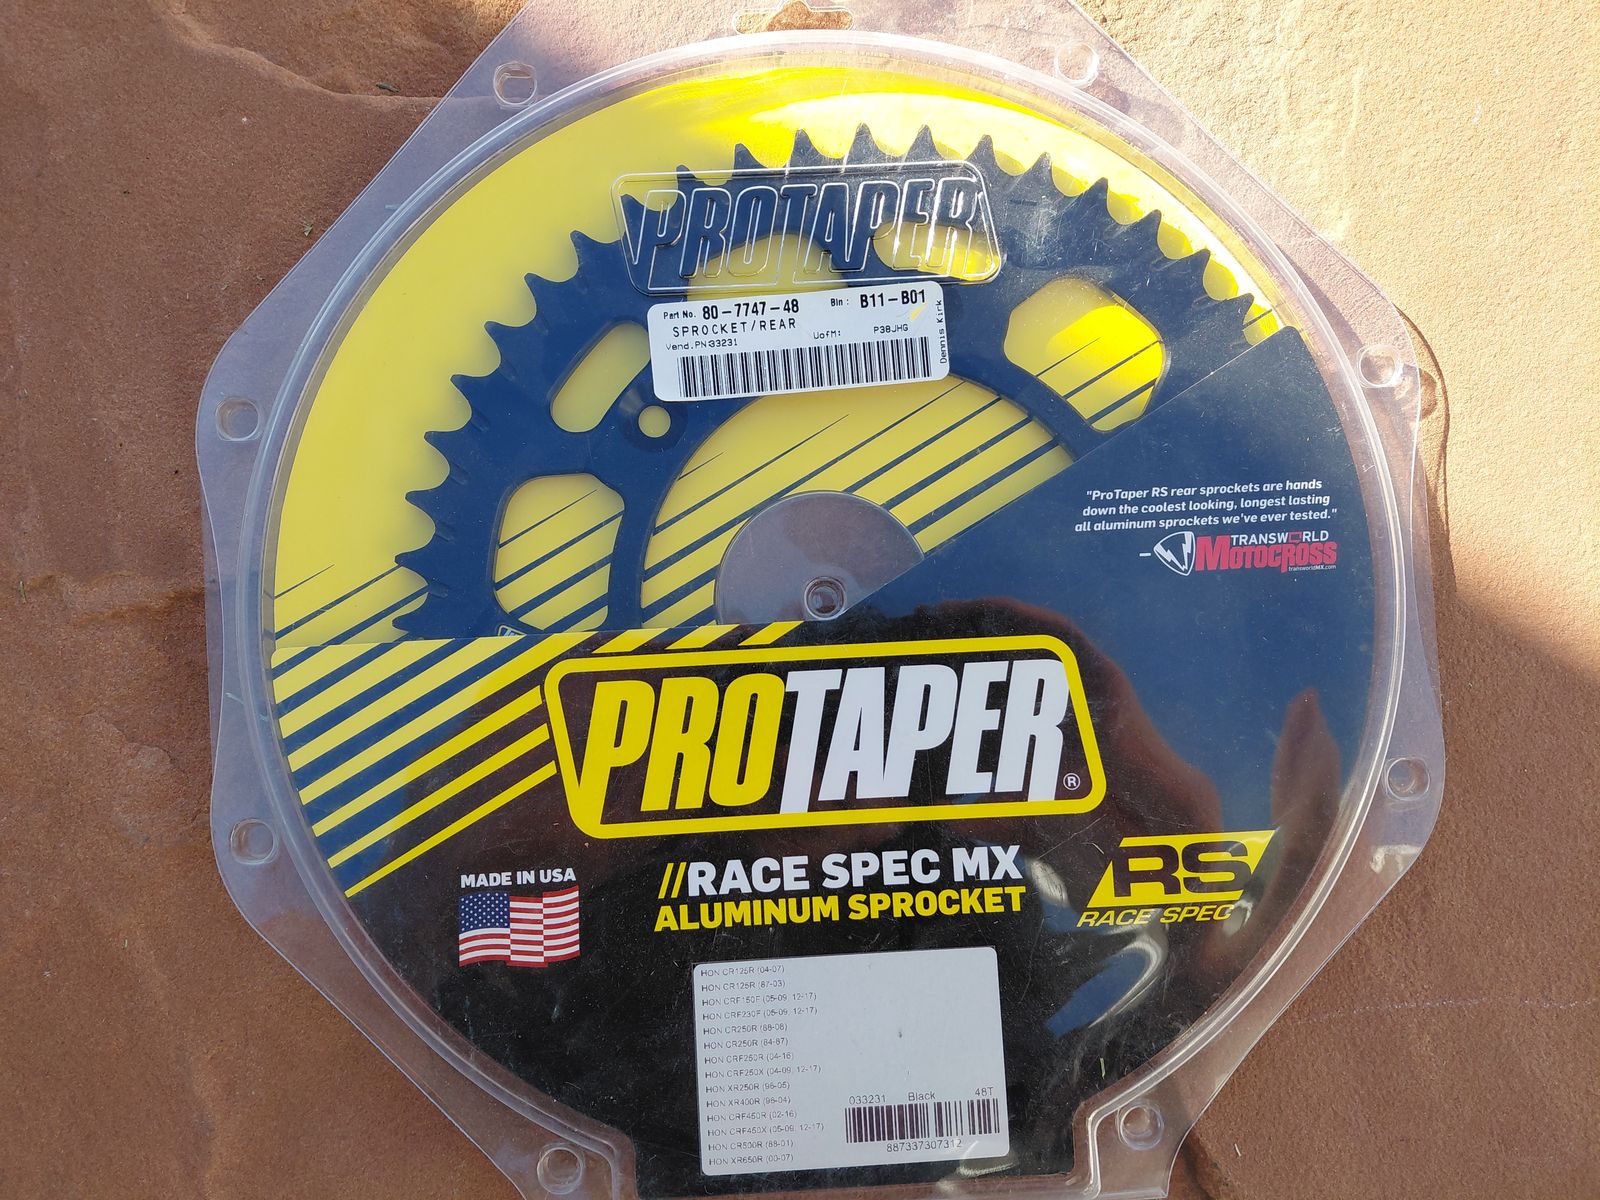 PROTAPER
Part No. 80-7747-48 Bin: B11-B01
SPROCKET/REAR UofM: P38JHG
Vend.PN:33231
Dennis Kirk
"ProTaper RS rear sprockets are hands
down the coolest looking, longest lasting
all aluminum sprockets we've ever tested."
– TRANSWORLD
MOTOCROSS
transworldMX.com
PROTAPER®
MADE IN USA
//RACE SPEC MX
ALUMINUM SPROCKET
RS
RACE SPEC
HON CR125R (04-07)
HON CR125R (87-03)
HON CRF150F (05-09, 12-17)
HON CRF230F (05-09, 12-17)
HON CR250R (88-08)
HON CR250R (84-87)
HON CRF250R (04-16)
HON CRF250X (04-09, 12-17)
HON XR250R (96-05)
HON XR400R (96-04)
HON CRF450R (02-16)
HON CRF450X (05-09, 12-17)
HON CR500R (88-01)
HON XR650R (00-07)
033231 Black 48T
887337307312